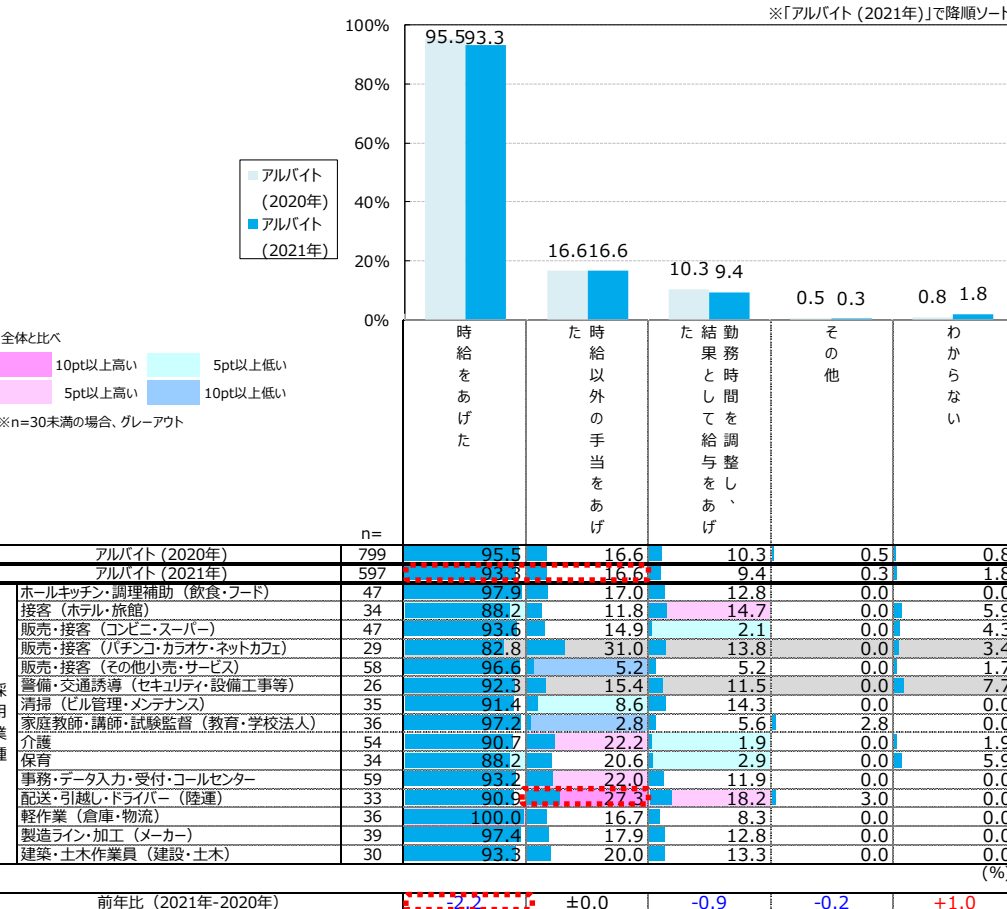 ※「アルバイト (2021年)」で降順ソート
100%
80%
60%
40%
20%
0%
アルバイト
(2020年)
アルバイト
(2021年)
95.5 93.3
16.6 16.6
10.3 9.4
0.5 0.3
0.8 1.8
全体と比べ
10pt以上高い 5pt以上低い
5pt以上高い 10pt以上低い
※n=30未満の場合、グレーアウト
時給をあげた
時給以外の手当をあげた
勤務時間を調整し、結果として給与をあげた
その他
わからない
n=
アルバイト (2020年) 799 95.5 16.6 10.3 0.5 0.8
アルバイト (2021年) 597 93.3 16.6 9.4 0.3 1.8
採用業種
ホールキッチン・調理補助（飲食・フード） 47 97.9 17.0 12.8 0.0 0.0
接客（ホテル・旅館） 34 88.2 11.8 14.7 0.0 5.9
販売・接客（コンビニ・スーパー） 47 93.6 14.9 2.1 0.0 4.3
販売・接客（パチンコ・カラオケ・ネットカフェ） 29 82.8 31.0 13.8 0.0 3.4
販売・接客（その他小売・サービス） 58 96.6 5.2 5.2 0.0 1.7
警備・交通誘導（セキュリティ・設備工事等） 26 92.3 15.4 11.5 0.0 7.7
清掃（ビル管理・メンテナンス） 35 91.4 8.6 14.3 0.0 0.0
家庭教師・講師・試験監督（教育・学校法人） 36 97.2 2.8 5.6 2.8 0.0
介護 54 90.7 22.2 1.9 0.0 1.9
保育 34 88.2 20.6 2.9 0.0 5.9
事務・データ入力・受付・コールセンター 59 93.2 22.0 11.9 0.0 0.0
配送・引越し・ドライバー（陸運） 33 90.9 27.3 18.2 3.0 0.0
軽作業（倉庫・物流） 36 100.0 16.7 8.3 0.0 0.0
製造ライン・加工（メーカー） 39 97.4 17.9 12.8 0.0 0.0
建築・土木作業員（建設・土木） 30 93.3 20.0 13.3 0.0 0.0
(%)
前年比（2021年-2020年） -2.2 ±0.0 -0.9 -0.2 +1.0